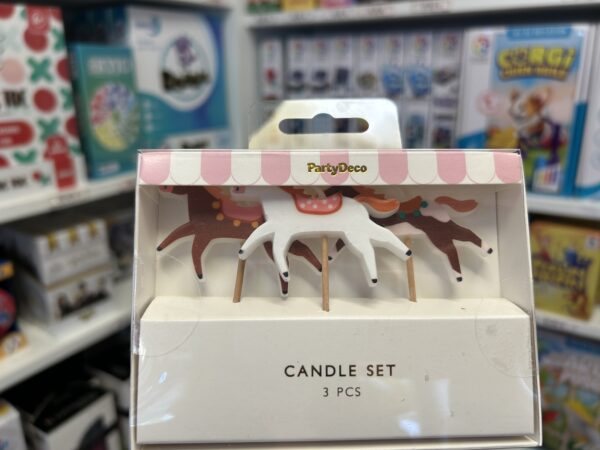 CORGI
PartyDeco
CANDLE SET
3 PCS